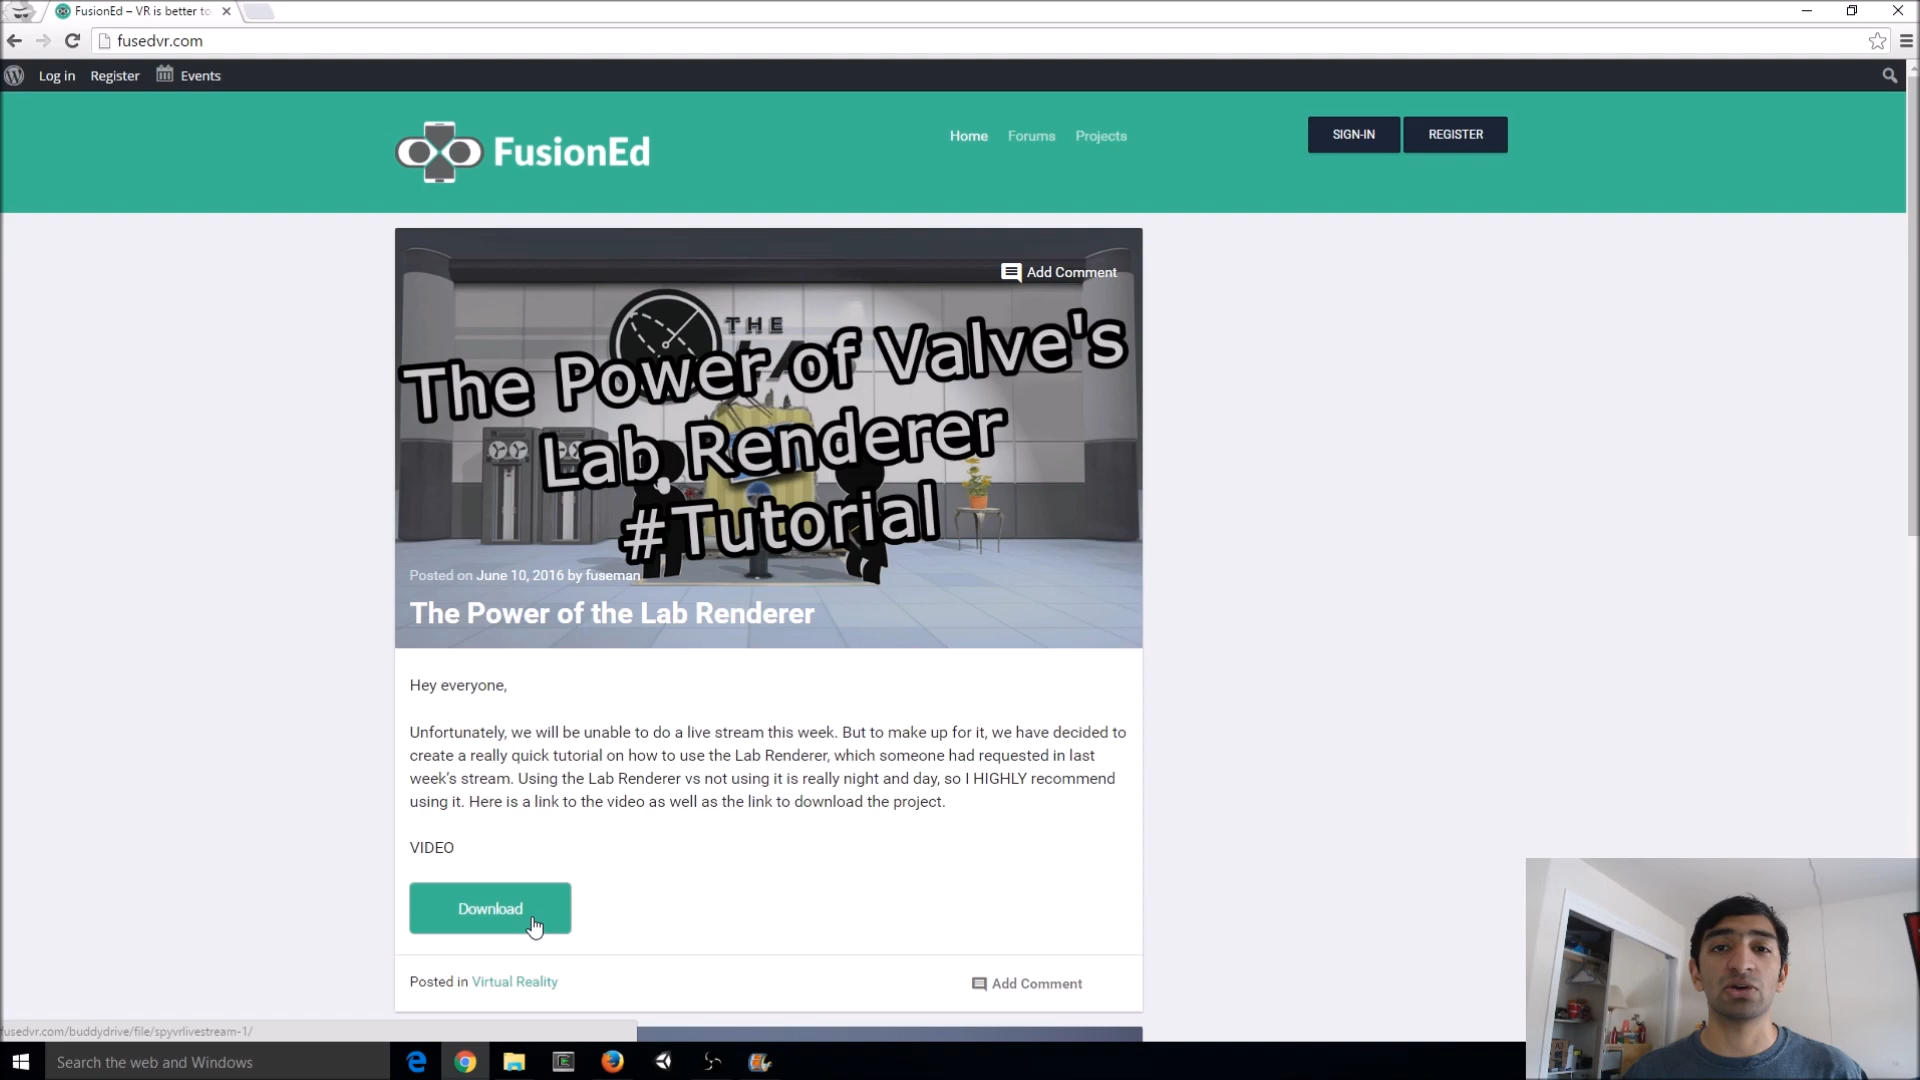 FusionEd – VR is better to
fusedvr.com
Log in Register Events
FusionEd
Home Forums Projects
SIGN-IN REGISTER
Add Comment
THE
The Power of Valve's
Lab Renderer
#Tutorial
Posted on June 10, 2016 by fuseman
The Power of the Lab Renderer
Hey everyone,
Unfortunately, we will be unable to do a live stream this week. But to make up for it, we have decided to
create a really quick tutorial on how to use the Lab Renderer, which someone had requested in last
week's stream. Using the Lab Renderer vs not using it is really night and day, so I HIGHLY recommend
using it. Here is a link to the video as well as the link to download the project.
VIDEO
Download
Posted in Virtual Reality
Add Comment
fusedvr.com/buddydrive/file/spyvrlivestream-1/
Search the web and Windows